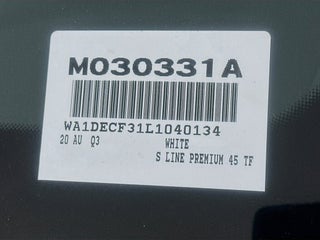 M030331A
WA1DECF31L1040134
20 AU Q3 WHITE
S LINE PREMIUM 45 TF